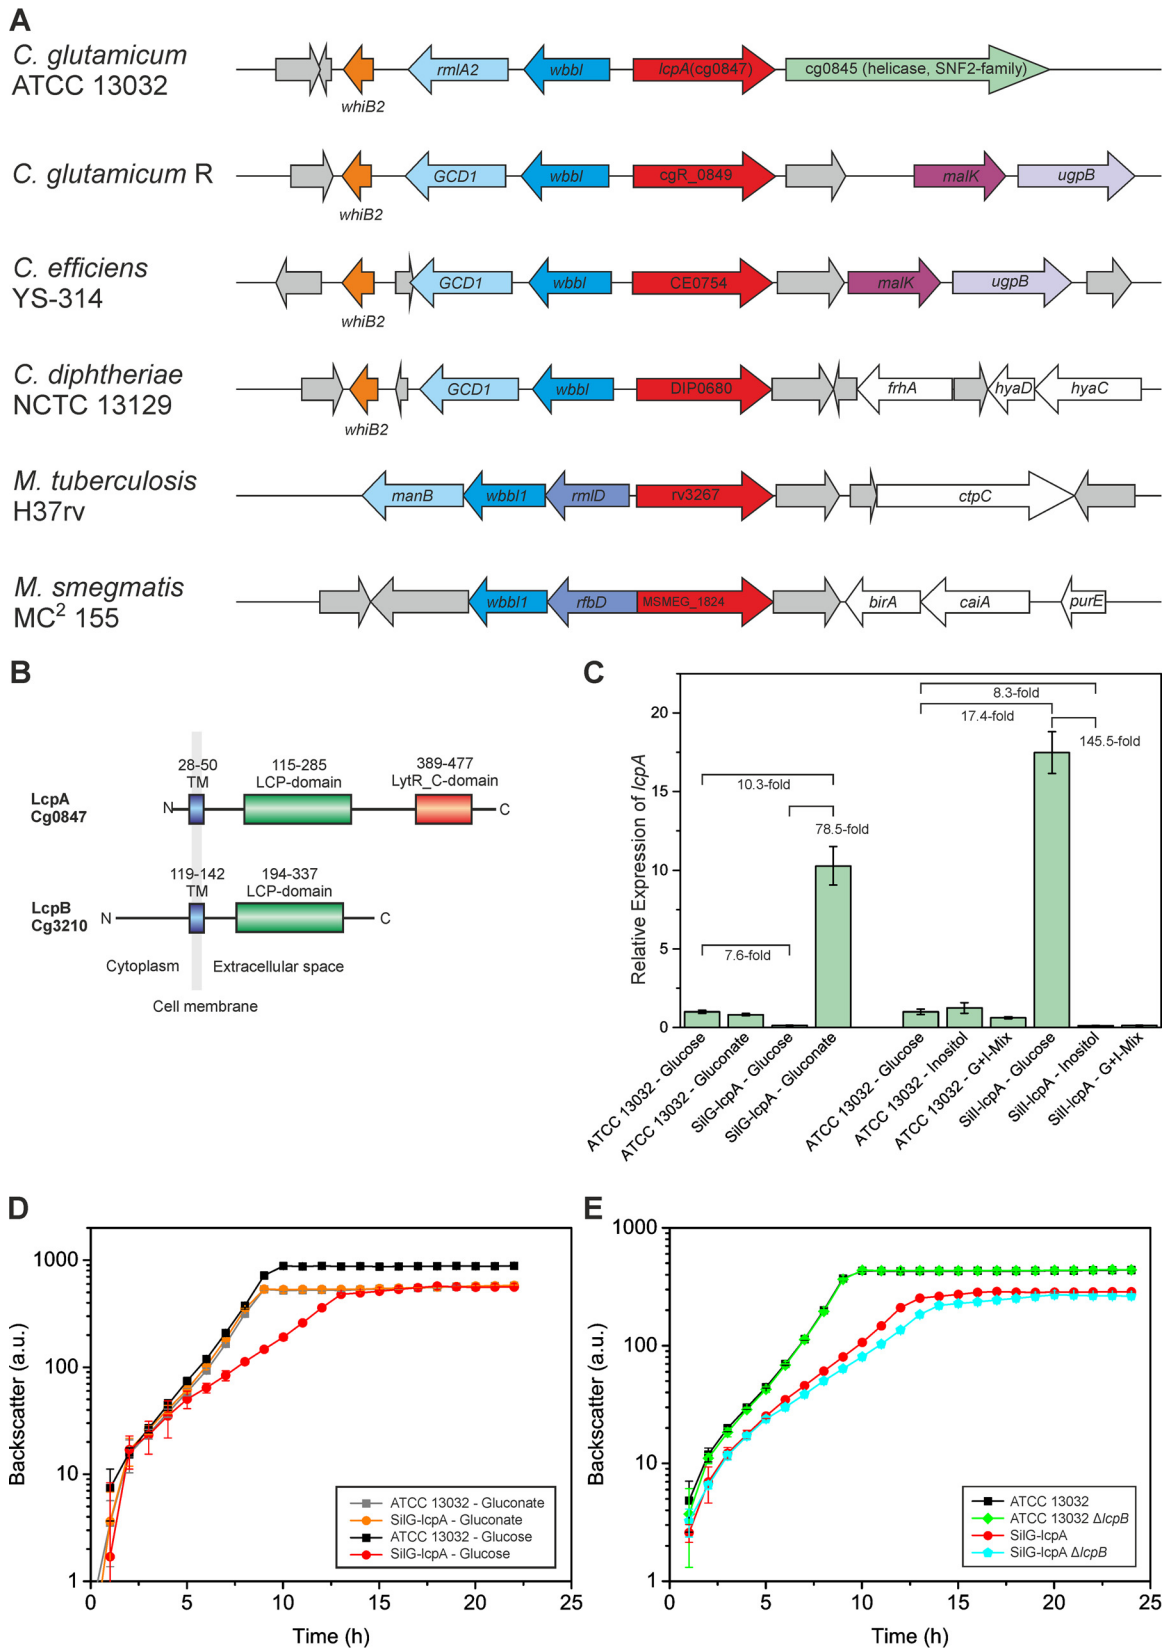 A
C. glutamicum
ATCC 13032
rmlA2
wbbl
lcpA(cg0847)
cg0845 (helicase, SNF2-family)
whiB2
C. glutamicum R
GCD1
wbbl
cgR_0849
malK
ugpB
whiB2
C. efficiens
YS-314
GCD1
wbbl
CE0754
malK
ugpB
whiB2
C. diphtheriae
NCTC 13129
GCD1
wbbl
DIP0680
frhA
hyaD
hyaC
whiB2
M. tuberculosis
H37rv
manB
wbbl1
rmlD
rv3267
ctpC
M. smegmatis
MC2 155
wbbl1
rfbD
MSMEG_1824
birA
caiA
purE
B
28-50
TM
115-285
LCP-domain
389-477
LytR_C-domain
LcpA
Cg0847
N
C
119-142
TM
194-337
LCP-domain
LcpB
Cg3210
N
C
Cytoplasm
Extracellular space
Cell membrane
C
Relative Expression of lcpA
20
15
10
5
0
8.3-fold
17.4-fold
145.5-fold
10.3-fold
78.5-fold
7.6-fold
ATCC 13032 - Glucose
ATCC 13032 - Gluconate
SilG-lcpA - Glucose
SilG-lcpA - Gluconate
ATCC 13032 - Glucose
ATCC 13032 - Inositol
ATCC 13032 - G+I-Mix
SilI-lcpA - Glucose
SilI-lcpA - Inositol
SilI-lcpA - G+I-Mix
D
Backscatter (a.u.)
1000
100
10
1
ATCC 13032 - Gluconate
SilG-lcpA - Gluconate
ATCC 13032 - Glucose
SilG-lcpA - Glucose
0 5 10 15 20 25
Time (h)
E
Backscatter (a.u.)
1000
100
10
1
ATCC 13032
ATCC 13032 ΔlcpB
SilG-lcpA
SilG-lcpA ΔlcpB
0 5 10 15 20 25
Time (h)